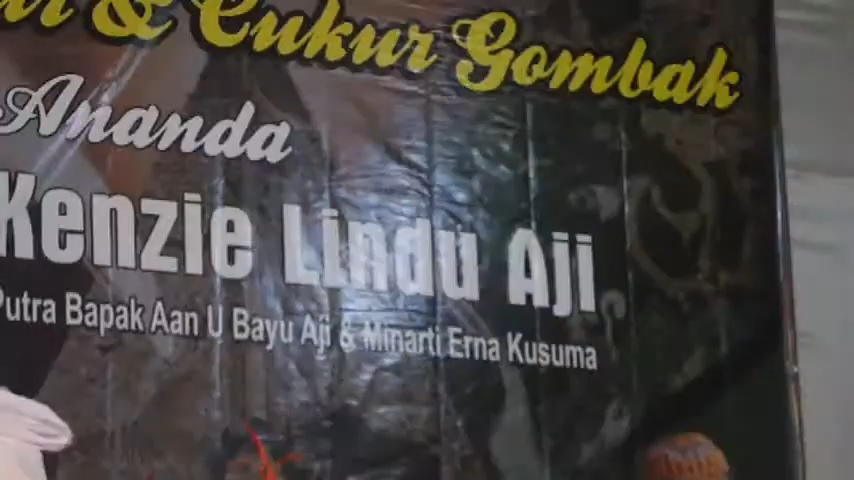 & Cukur Gombak
Ananda
Kenzie Lindu Aji
Putra Bapak Aan U Bayu Aji & Minarti Erna Kusuma